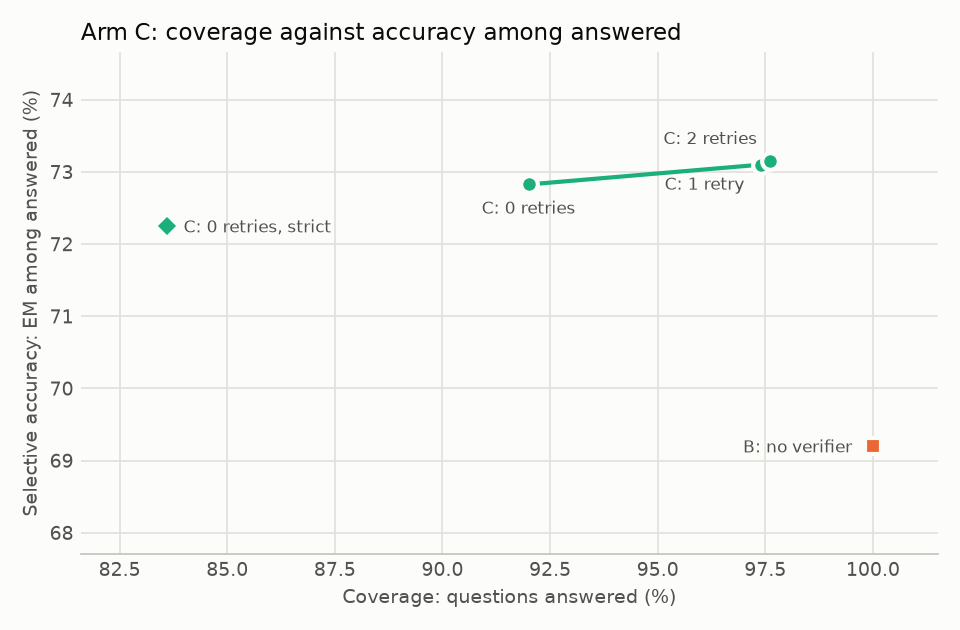 Arm C: coverage against accuracy among answered
Selective accuracy: EM among answered (%)
74
73
72
71
70
69
68
C: 2 retries
C: 1 retry
C: 0 retries
C: 0 retries, strict
B: no verifier
82.5 85.0 87.5 90.0 92.5 95.0 97.5 100.0
Coverage: questions answered (%)